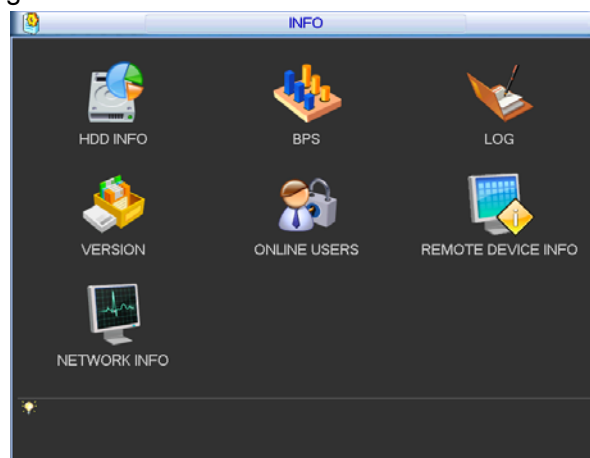 g
INFO
HDD INFO
BPS
LOG
VERSION
ONLINE USERS
REMOTE DEVICE INFO
NETWORK INFO